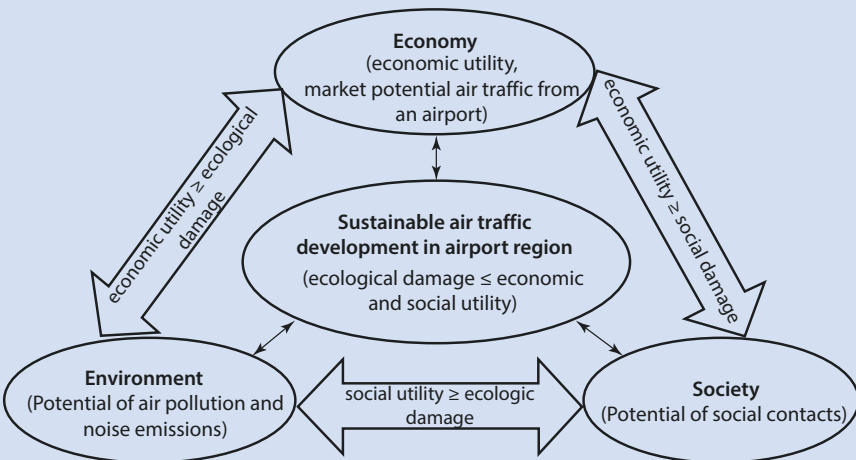 Economy
(economic utility,
market potential air traffic from
an airport)
economic utility ≥ ecological
damage
economic utility ≥ social damage
Sustainable air traffic
development in airport region
(ecological damage ≤ economic
and social utility)
Environment
(Potential of air pollution and
noise emissions)
social utility ≥ ecologic
damage
Society
(Potential of social contacts)